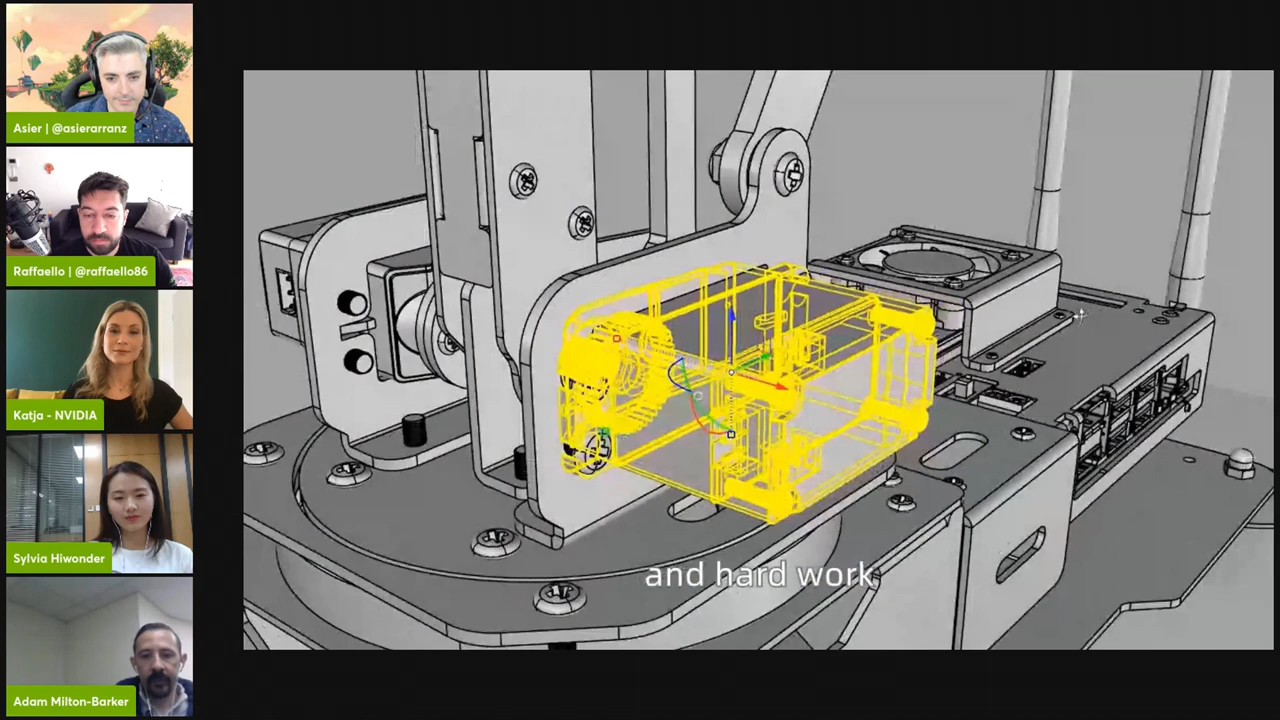 Asier | @asierarranz
Raffaello | @raffaello86
Katja - NVIDIA
Sylvia Hiwonder
Adam Milton-Barker
and hard work